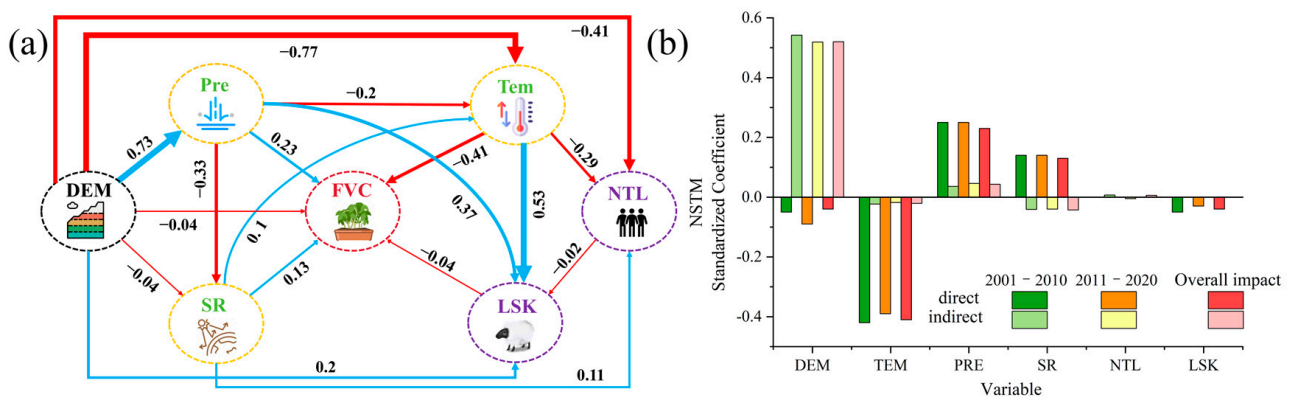 (a)
−0.41
−0.77
Pre
Tem
−0.2
0.73
0.23
−0.33
−0.41
−0.29
DEM
FVC
NTL
0.37
0.53
−0.04
0.1
−0.04
0.13
−0.04
−0.02
SR
LSK
0.2
0.11
(b)
0.6
0.4
0.2
0.0
-0.2
-0.4
NSTM
Standardized Coefficient
2001 − 2010
2011 − 2020
Overall impact
direct
indirect
DEM
TEM
PRE
SR
NTL
LSK
Variable